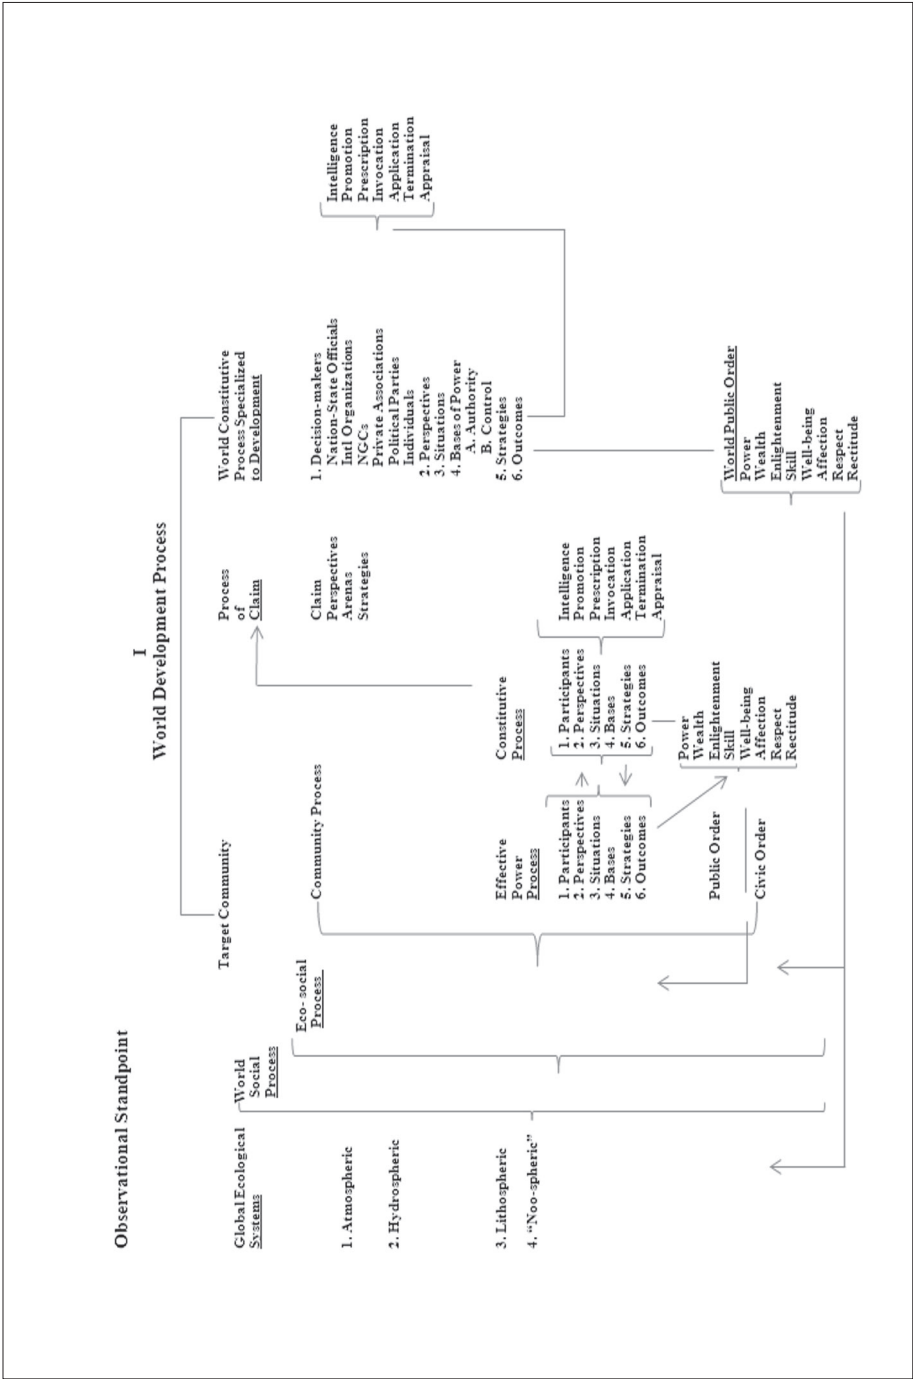 Observational Standpoint
I
World Development Process
Global Ecological
Systems
1. Atmospheric
2. Hydrospheric
3. Lithospheric
4. “Noo-spheric”
World
Social
Process
Eco- social
Process
Target Community
Community Process
Effective
Power
Process
1. Participants
2. Perspectives
3. Situations
4. Bases
5. Strategies
6. Outcomes
Public Order
Civic Order
Constitutive
Process
1. Participants
2. Perspectives
3. Situations
4. Bases
5. Strategies
6. Outcomes
Power
Wealth
Enlightenment
Skill
Well-being
Affection
Respect
Rectitude
Intelligence
Promotion
Prescription
Invocation
Application
Termination
Appraisal
Process
of
Claim
Claim
Perspectives
Arenas
Strategies
World Constitutive
Process Specialized
to Development
1. Decision-makers
Nation-State Officials
Intl Organizations
NGCs
Private Associations
Political Parties
Individuals
2. Perspectives
3. Situations
4. Bases of Power
A. Authority
B. Control
5. Strategies
6. Outcomes
Intelligence
Promotion
Prescription
Invocation
Application
Termination
Appraisal
World Public Order
Power
Wealth
Enlightenment
Skill
Well-being
Affection
Respect
Rectitude